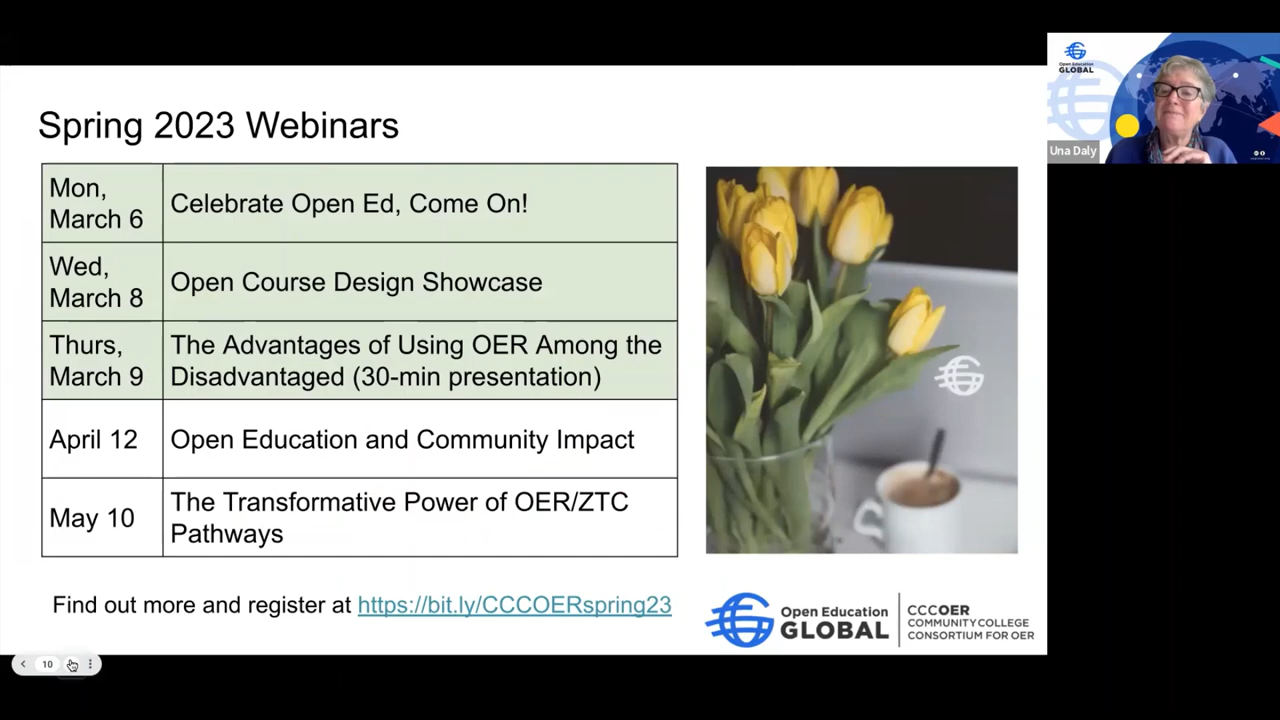 Spring 2023 Webinars
Mon,
March 6
Celebrate Open Ed, Come On!
Wed,
March 8
Open Course Design Showcase
Thurs,
March 9
The Advantages of Using OER Among the
Disadvantaged (30-min presentation)
April 12
Open Education and Community Impact
May 10
The Transformative Power of OER/ZTC
Pathways
Find out more and register at https://bit.ly/CCCOERspring23
Open Education
GLOBAL
CCCOER
COMMUNITY COLLEGE
CONSORTIUM FOR OER
10
Open Education
GLOBAL
Una Daly